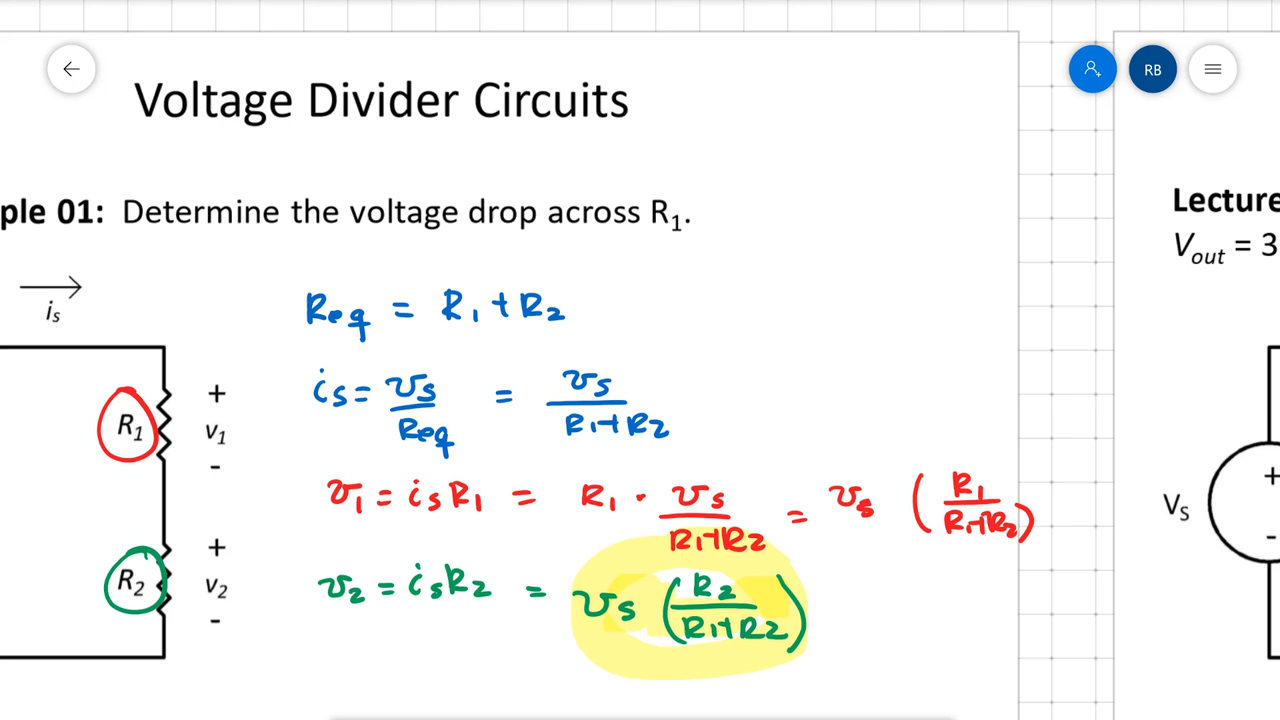 RB
Voltage Divider Circuits
ple 01: Determine the voltage drop across R₁.
iₛ
Req = R₁ + R₂
iₛ = vₛ/Req = vₛ/(R₁+R₂)
+
R₁ v₁
-
v₁ = iₛR₁ = R₁ · vₛ/(R₁+R₂) = vₛ (R₁/(R₁+R₂))
+
R₂ v₂
-
v₂ = iₛR₂ = vₛ (R₂/(R₁+R₂))
Lecture
Vout = 3
+
Vₛ
-